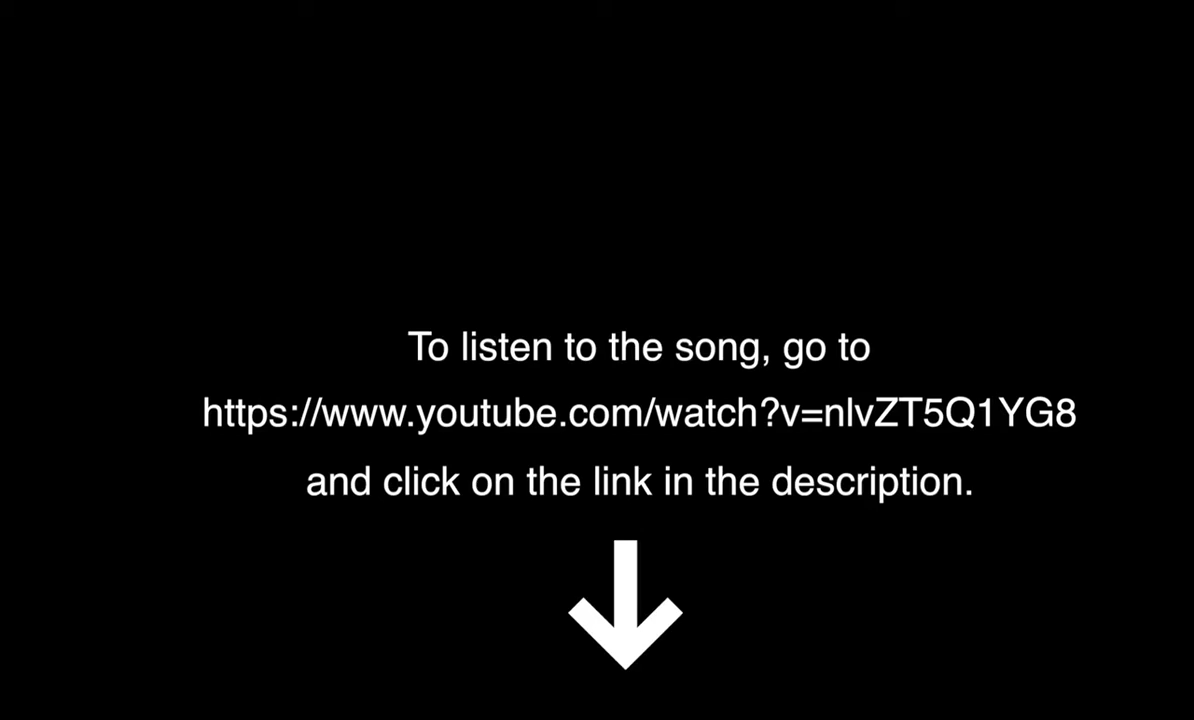 To listen to the song, go to
https://www.youtube.com/watch?v=nlvZT5Q1YG8
and click on the link in the description.